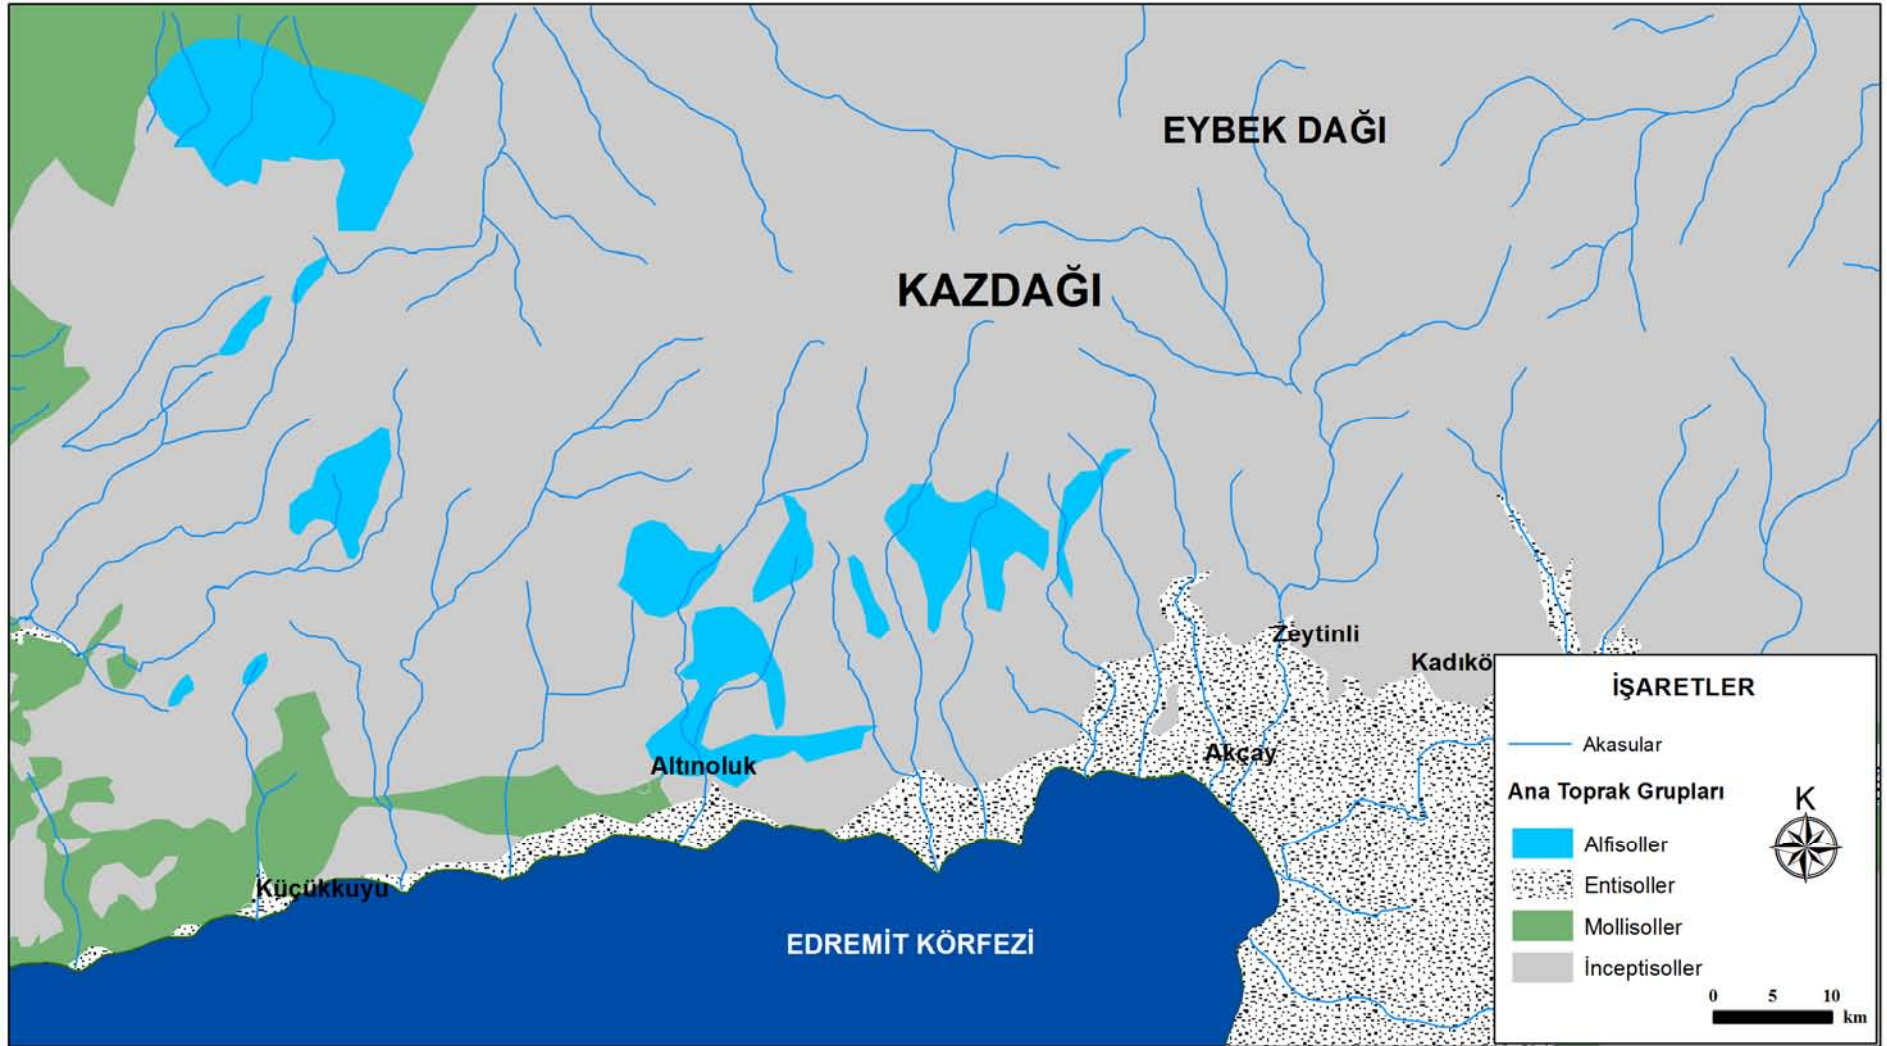 EYBEK DAĞI
KAZDAĞI
Zeytinli
Kadıkö
Akçay
Altınoluk
Küçükkuyu
EDREMİT KÖRFEZİ
İŞARETLER
Akasular
Ana Toprak Grupları
K
Alfisoller
Entisoller
Mollisoller
İnceptisoller
0 5 10
km